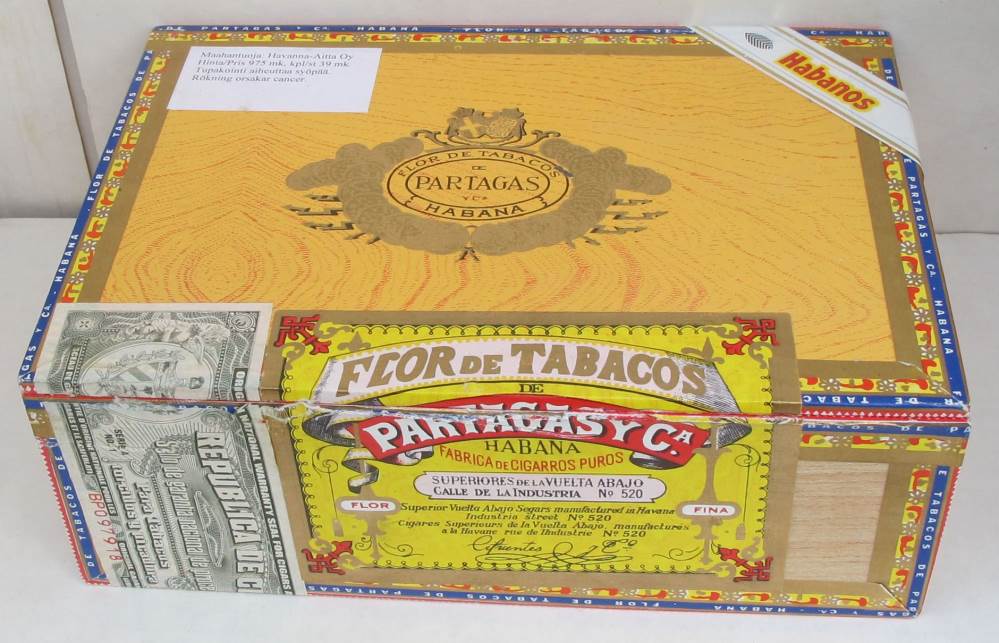 Maahantuoja: Havanna-Aitta Oy
Hinta/Pris 975 mk, kpl/st 39 mk
Tupakointi aiheuttaa syöpää.
Rökning orsakar cancer.
Habanos
FLOR DE TABACOS
DE
PARTAGAS
Y Cª
HABANA
FLOR DE TABACOS
DE
PARTAGAS Y Cª
HABANA
FABRICA DE CIGARROS PUROS
SUPERIORES DE LA VUELTA ABAJO
CALLE DE LA INDUSTRIA Nº 520
FLOR
FINA
Superior Vuelta Abajo Segars manufactured in Havana
Industria street Nº 520
Cigares Superieurs de la Vuelta Abajo, manufacturés
a la Havane rue de Industrie Nº 520
Cifuentes
REPUBLICA DE C